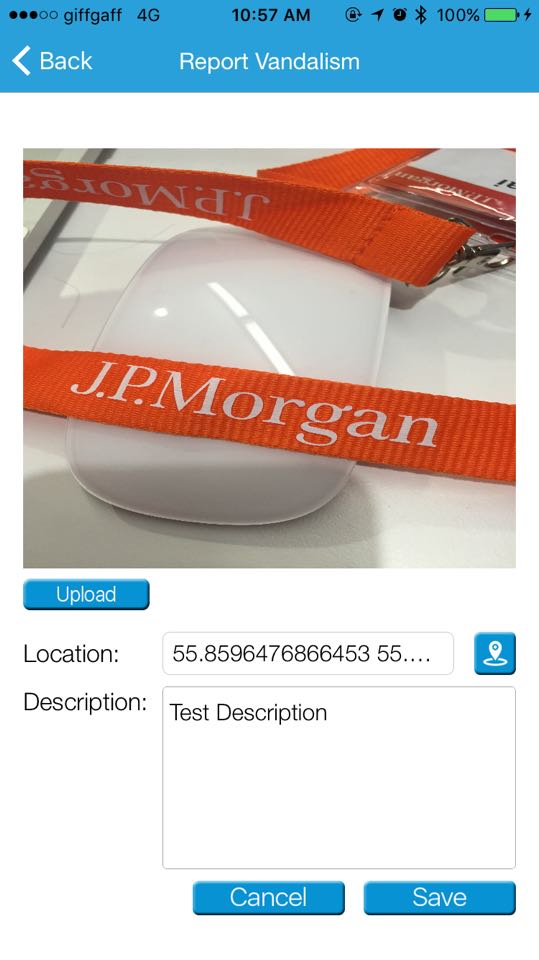 giffgaff 4G 10:57 AM 100%
Back Report Vandalism
J.P.Morgan
J.P.Morgan
J.P.Morgan
Upload
Location: 55.8596476866453 55....
Description: Test Description
Cancel Save